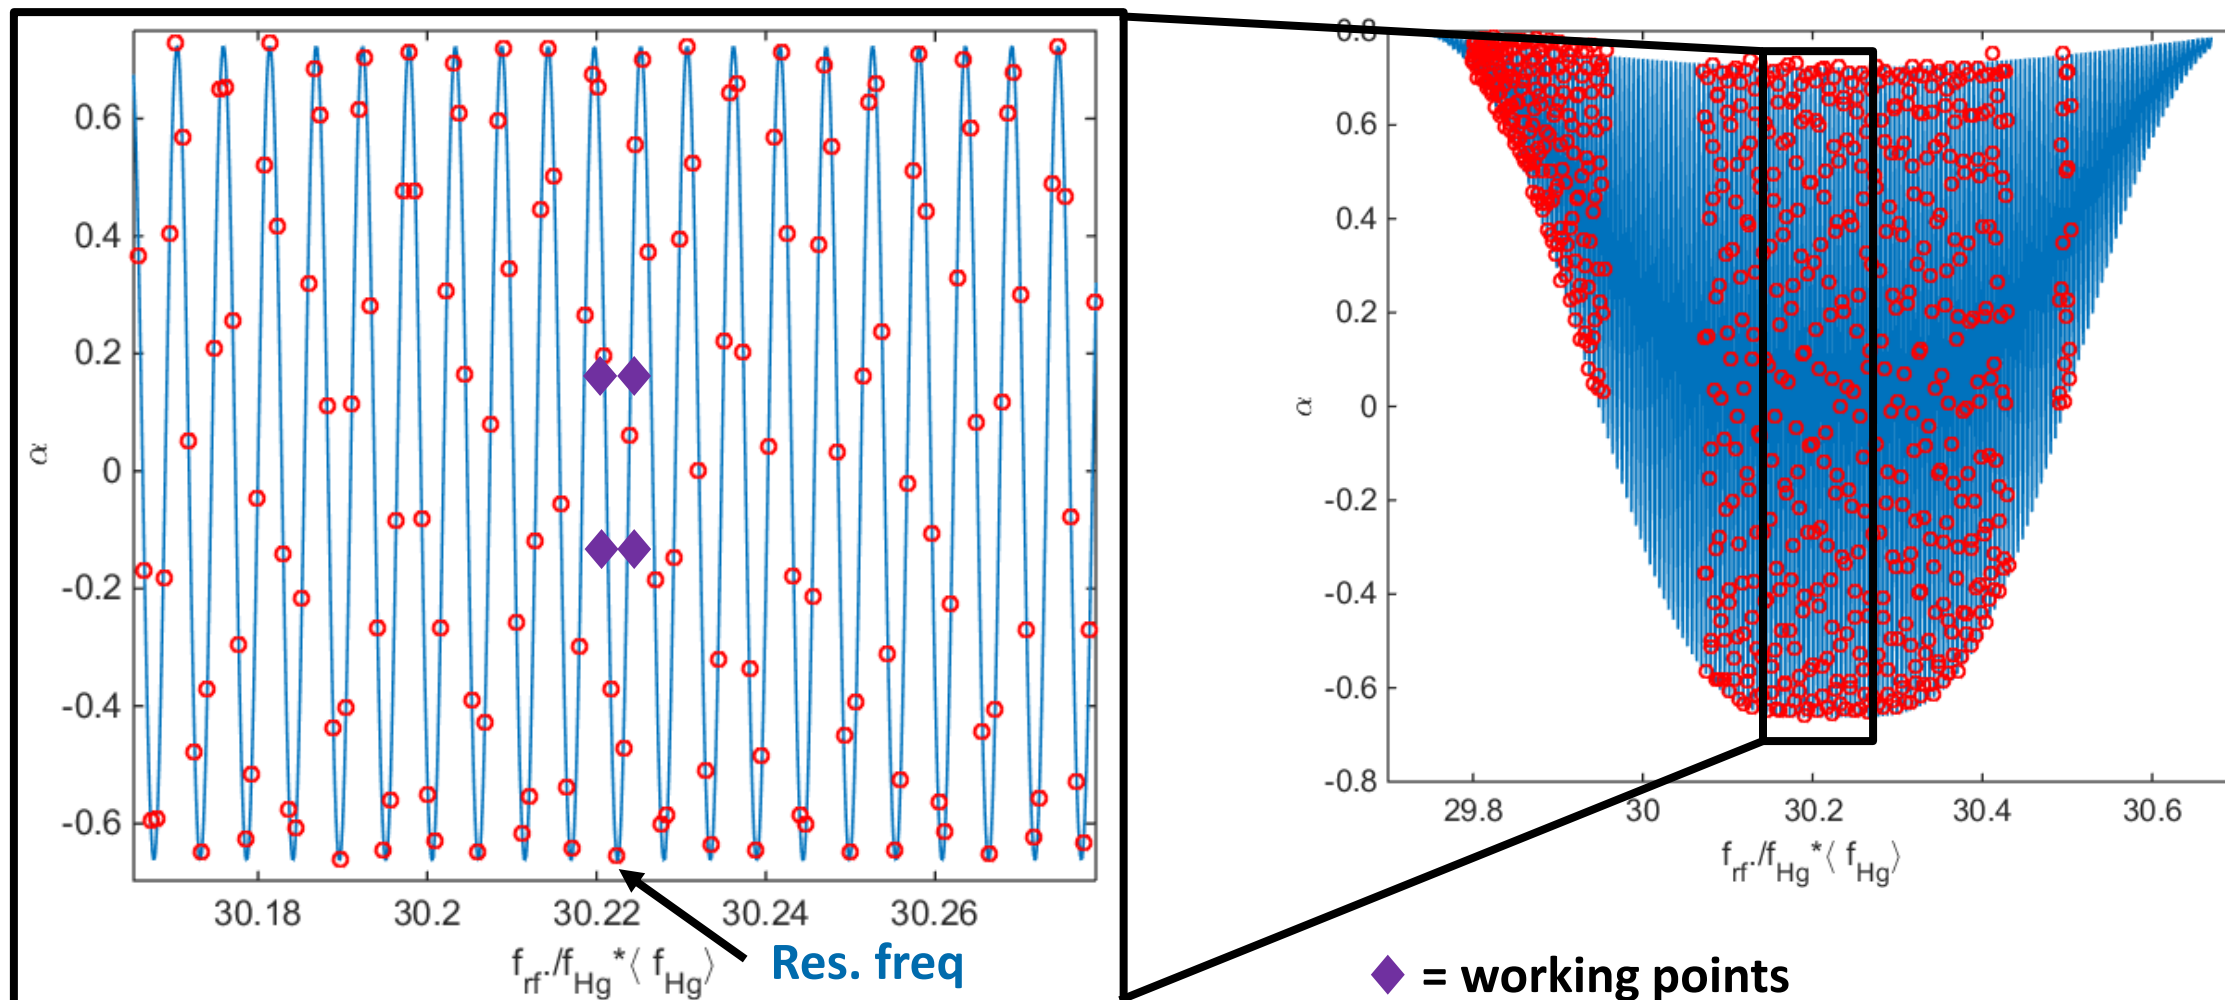 0.6
0.4
0.2
0
-0.2
-0.4
-0.6
α
30.18 30.2 30.22 30.24 30.26
f_rf./f_Hg*⟨ f_Hg⟩
Res. freq
0.8
0.6
0.4
0.2
0
-0.2
-0.4
-0.6
-0.8
α
29.8 30 30.2 30.4 30.6
f_rf./f_Hg*⟨ f_Hg⟩
= working points